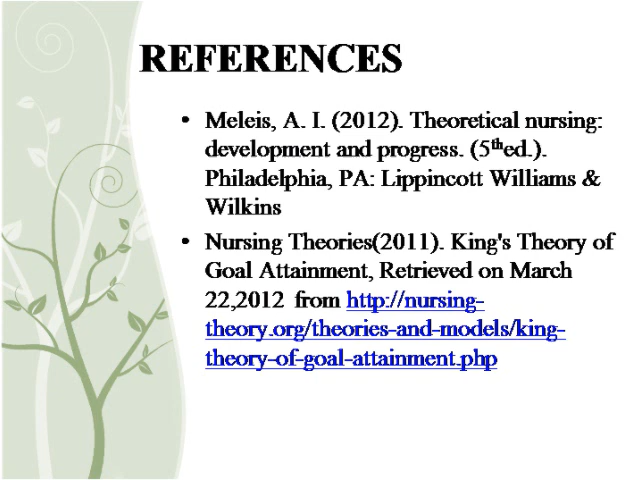 REFERENCES
• Meleis, A. I. (2012). Theoretical nursing:
development and progress. (5thed.).
Philadelphia, PA: Lippincott Williams &
Wilkins
• Nursing Theories(2011). King's Theory of
Goal Attainment, Retrieved on March
22,2012 from http://nursing-
theory.org/theories-and-models/king-
theory-of-goal-attainment.php